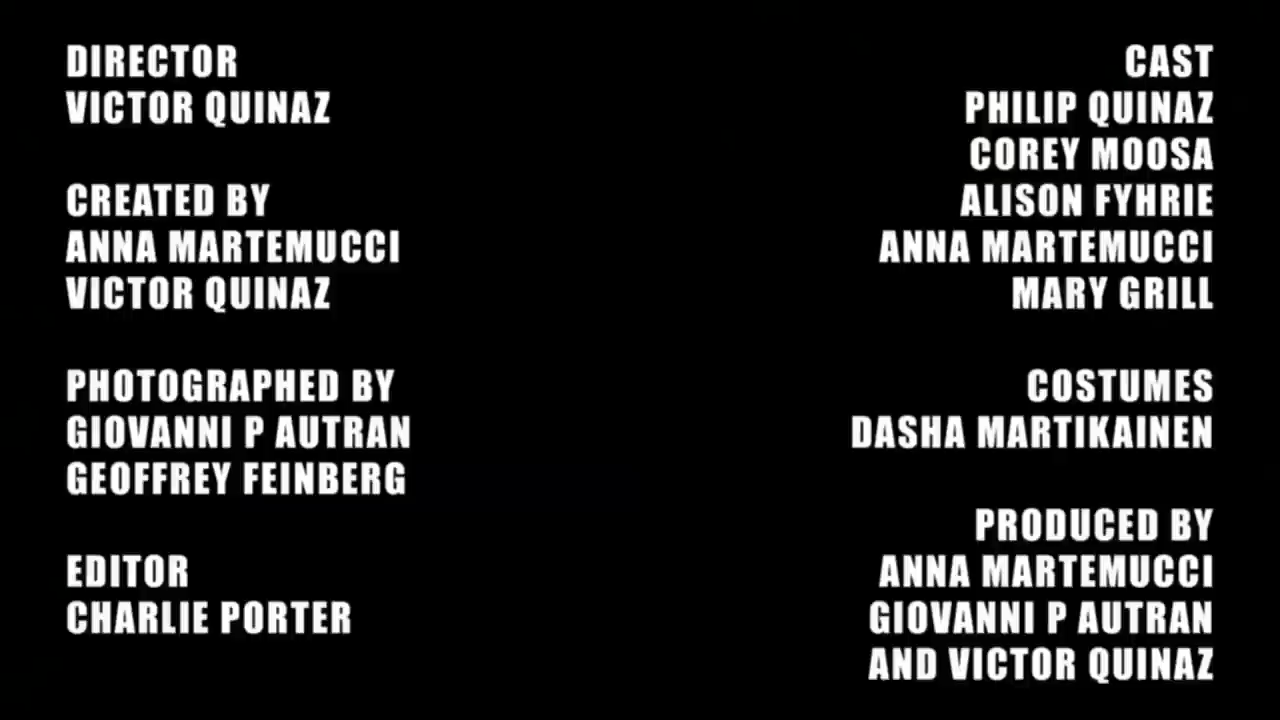 DIRECTOR
VICTOR QUINAZ
CREATED BY
ANNA MARTEMUCCI
VICTOR QUINAZ
PHOTOGRAPHED BY
GIOVANNI P AUTRAN
GEOFFREY FEINBERG
EDITOR
CHARLIE PORTER
CAST
PHILIP QUINAZ
COREY MOOSA
ALISON FYHRIE
ANNA MARTEMUCCI
MARY GRILL
COSTUMES
DASHA MARTIKAINEN
PRODUCED BY
ANNA MARTEMUCCI
GIOVANNI P AUTRAN
AND VICTOR QUINAZ